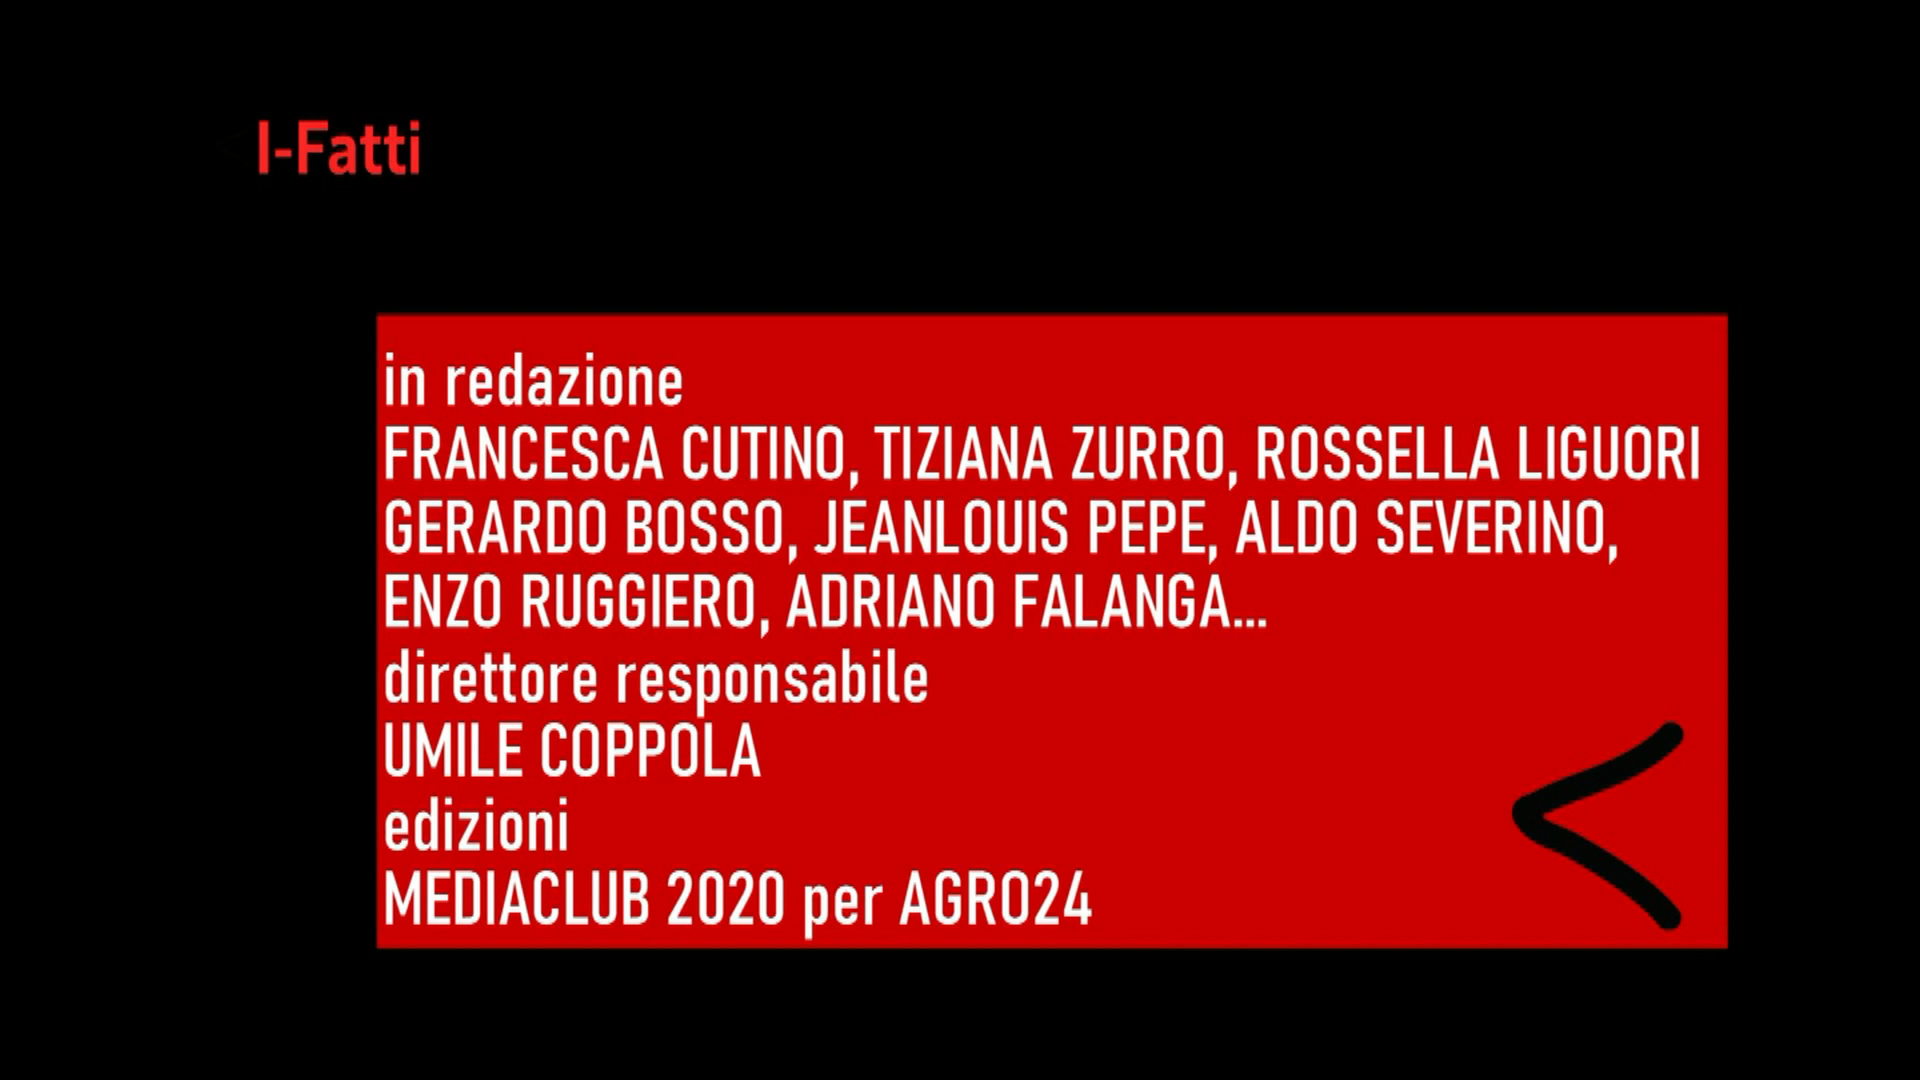 I-Fatti
in redazione
FRANCESCA CUTINO, TIZIANA ZURRO, ROSSELLA LIGUORI
GERARDO BOSSO, JEANLOUIS PEPE, ALDO SEVERINO,
ENZO RUGGIERO, ADRIANO FALANGA...
direttore responsabile
UMILE COPPOLA
edizioni
MEDIACLUB 2020 per AGRO24